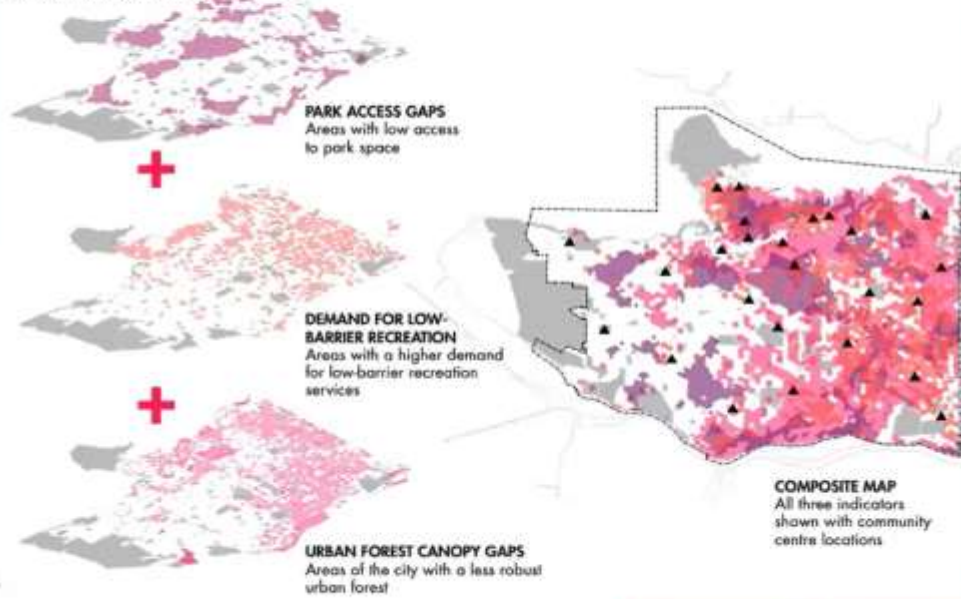 PARK ACCESS GAPS
Areas with low access
to park space
DEMAND FOR LOW-
BARRIER RECREATION
Areas with a higher demand
for low-barrier recreation
services
URBAN FOREST CANOPY GAPS
Areas of the city with a less robust
urban forest
COMPOSITE MAP
All three indicators
shown with community
centre locations